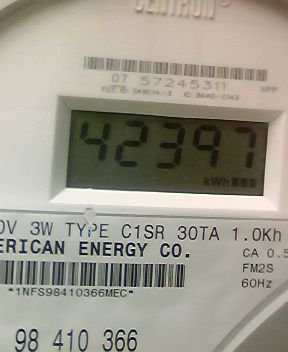 CENTRON
07 57245311
42397
kWh
0V 3W TYPE C1SR 30TA 1.0Kh
ERICAN ENERGY CO.
CA 0.5
FM2S
*1NFS98410366MEC*
60Hz
98 410 366